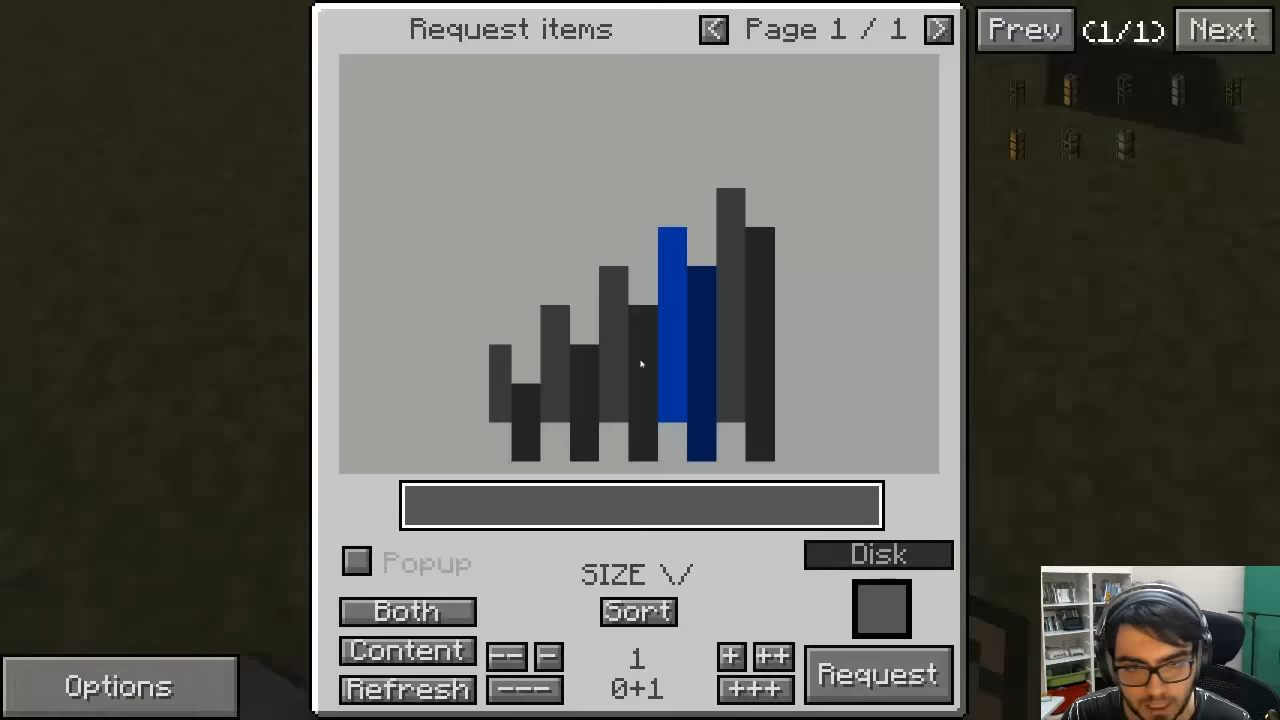 Request items
< Page 1 / 1 >
Prev (1/1) Next
Popup
SIZE \/
Disk
Both
Sort
Content
-- - 1 + ++
Refresh
--- 0+1 +++
Request
Options